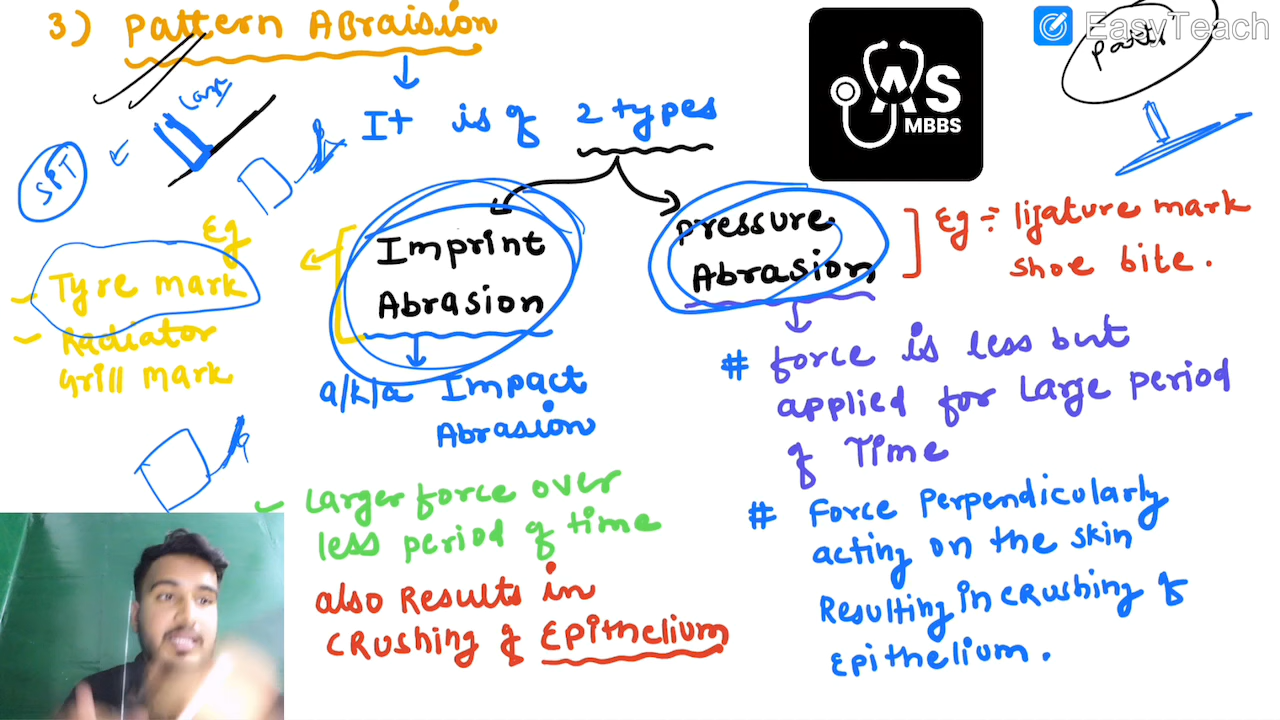 3) Pattern Abraision
It is of 2 types
AS
MBBS
EasyTeach
SPT
Imprint
Abrasion
Eg
Tyre mark
Radiator
Grill mark
a/k/a Impact
Abrasion
Larger force over
less period of time
also Results in
crushing of Epithelium
pressure
Abrasion
Eg ÷ ligature mark
shoe bite.
# force is less but
applied for Large period
of Time
# Force perpendicularly
acting on the skin
Resulting in crushing of
Epithelium.